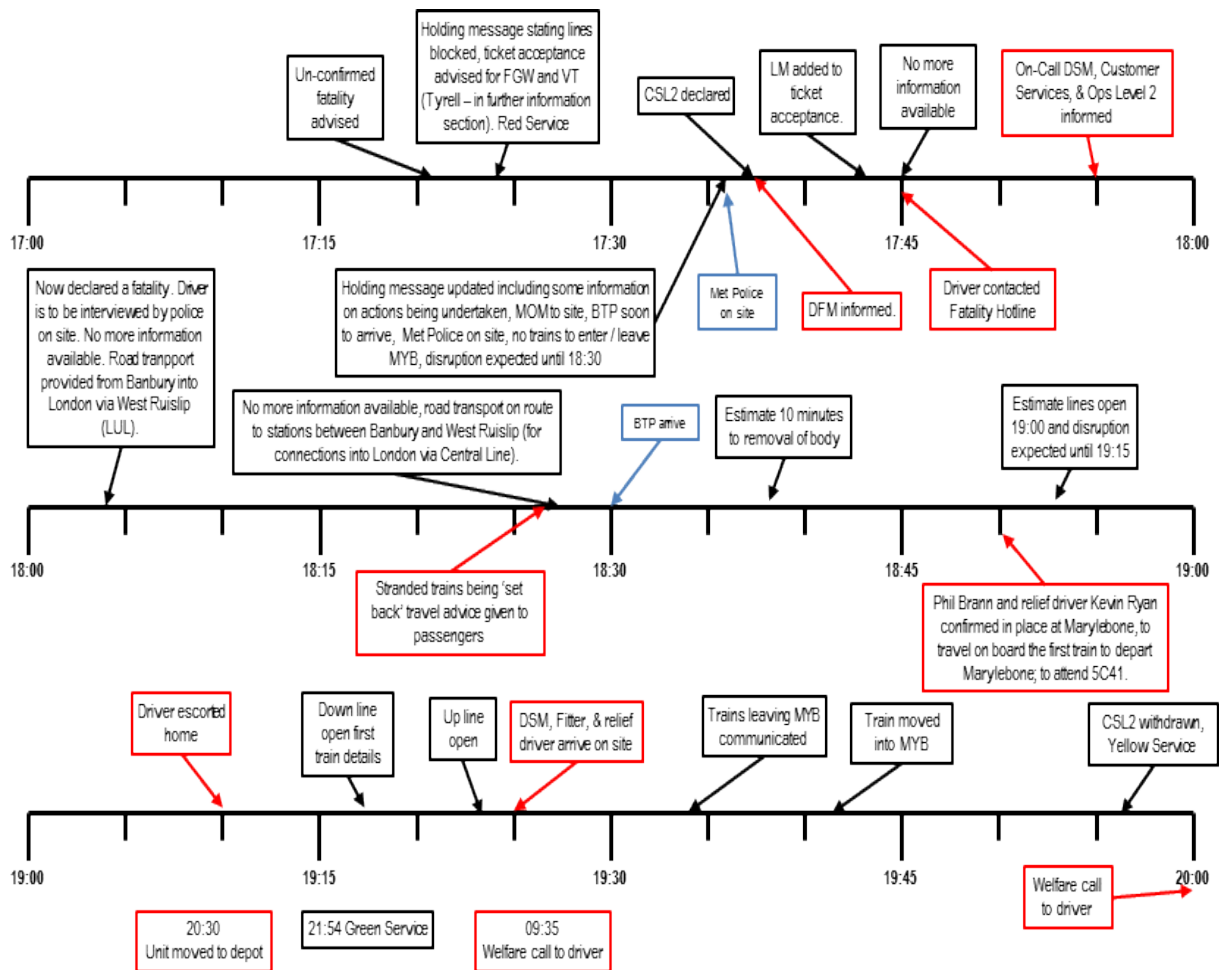 Un-confirmed
fatality
advised
Holding message stating lines
blocked, ticket acceptance
advised for FGW and VT
(Tyrell – in further information
section). Red Service
CSL2 declared
LM added to
ticket
acceptance.
No more
information
available
On-Call DSM, Customer
Services, & Ops Level 2
informed
17:00
17:15
17:30
17:45
18:00
Now declared a fatality. Driver
is to be interviewed by police
on site. No more information
available. Road tranpport
provided from Banbury into
London via West Ruislip
(LUL).
Holding message updated including some information
on actions being undertaken, MOM to site, BTP soon
to arrive, Met Police on site, no trains to enter / leave
MYB, disruption expected until 18:30
Met Police
on site
DFM informed.
Driver contacted
Fatality Hotline
No more information available, road transport on route
to stations between Banbury and West Ruislip (for
connections into London via Central Line).
BTP arrive
Estimate 10 minutes
to removal of body
Estimate lines open
19:00 and disruption
expected until 19:15
18:00
18:15
18:30
18:45
19:00
Stranded trains being ‘set
back’ travel advice given to
passengers
Phil Brann and relief driver Kevin Ryan
confirmed in place at Marylebone, to
travel on board the first train to depart
Marylebone; to attend 5C41.
Driver escorted
home
Down line
open first
train details
Up line
open
DSM, Fitter, & relief
driver arrive on site
Trains leaving MYB
communicated
Train moved
into MYB
CSL2 withdrawn,
Yellow Service
19:00
19:15
19:30
19:45
20:00
Welfare call
to driver
20:30
Unit moved to depot
21:54 Green Service
09:35
Welfare call to driver